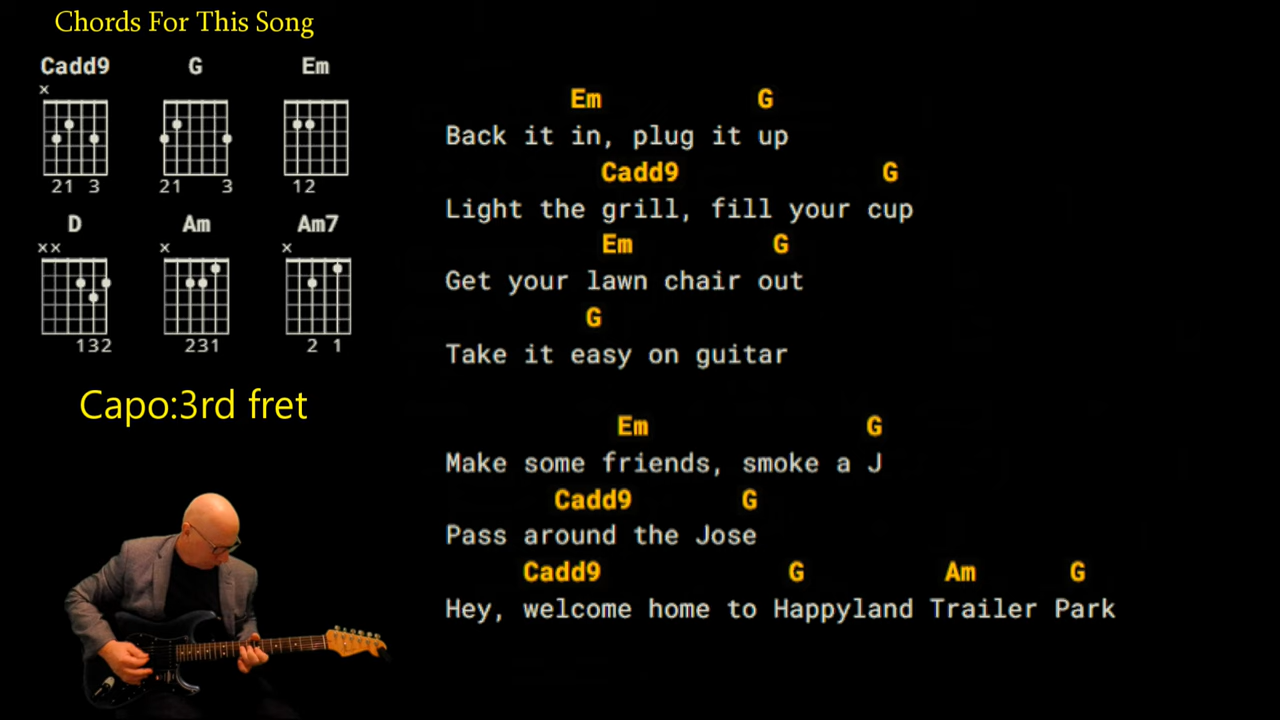 Chords For This Song
Cadd9 G Em
x
21 3 21 3 12
D Am Am7
xx x x
132 231 2 1
Capo:3rd fret
Em G
Back it in, plug it up
Cadd9 G
Light the grill, fill your cup
Em G
Get your lawn chair out
G
Take it easy on guitar
Em G
Make some friends, smoke a J
Cadd9 G
Pass around the Jose
Cadd9 G Am G
Hey, welcome home to Happyland Trailer Park